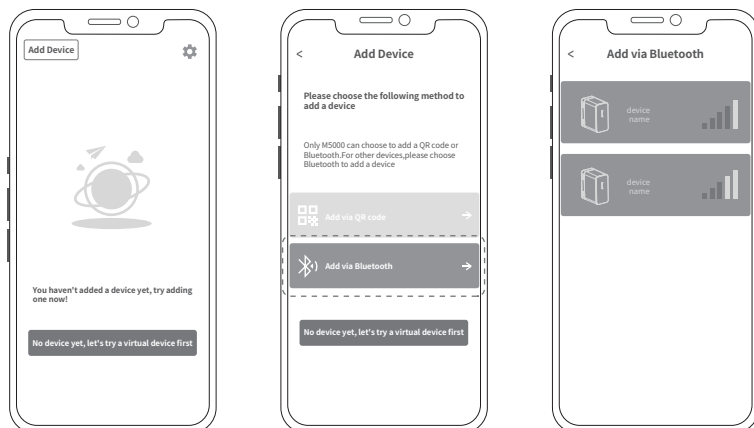 Add Device
You haven't added a device yet, try adding
one now!
No device yet, let's try a virtual device first
< Add Device
Please choose the following method to
add a device
Only M5000 can choose to add a QR code or
Bluetooth.For other devices,please choose
Bluetooth to add a device
Add via QR code
Add via Bluetooth
No device yet, let's try a virtual device first
< Add via Bluetooth
device
name
device
name